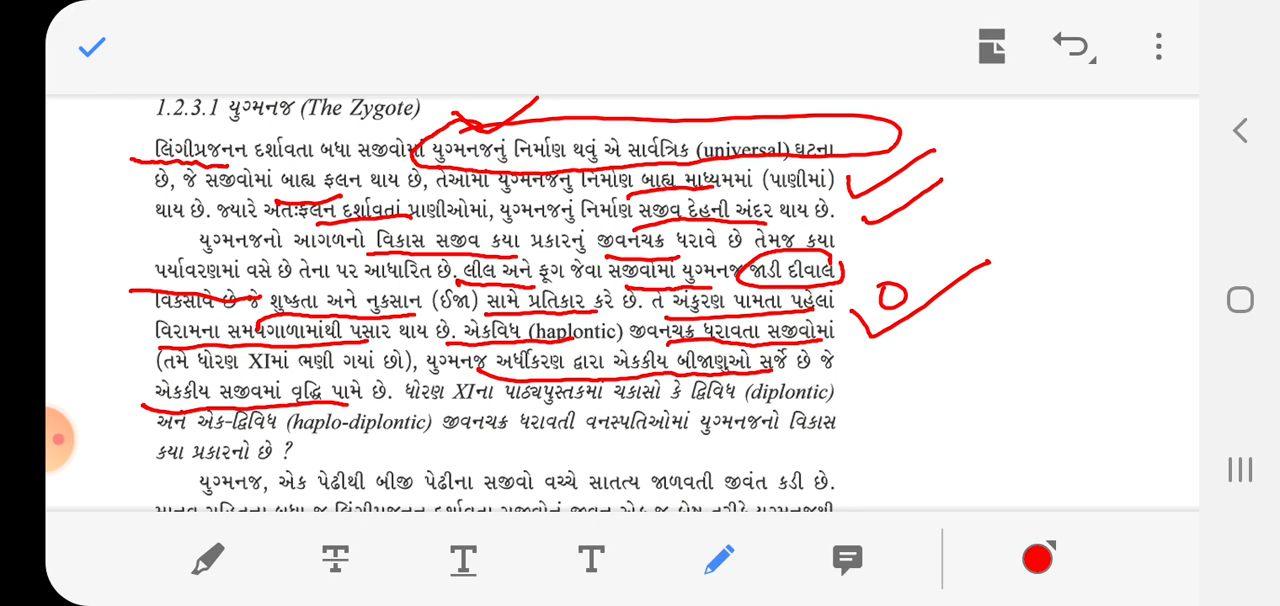 1.2.3.1 યુગ્મનજ (The Zygote)
લિંગીપ્રજનન દર્શાવતા બધા સજીવોમાં યુગ્મનજનું નિર્માણ થવું એ સાર્વત્રિક (universal) ઘટના
છે, જે સજીવોમાં બાહ્ય ફલન થાય છે, તેઓમાં યુગ્મનજનું નિર્માણ બાહ્ય માધ્યમમાં (પાણીમાં)
થાય છે. જ્યારે અંતઃફલન દર્શાવતાં પ્રાણીઓમાં, યુગ્મનજનું નિર્માણ સજીવ દેહની અંદર થાય છે.
યુગ્મનજનો આગળનો વિકાસ સજીવ કયા પ્રકારનું જીવનચક્ર ધરાવે છે તેમજ કયા
પર્યાવરણમાં વસે છે તેના પર આધારિત છે. લીલ અને ફૂગ જેવા સજીવોમાં યુગ્મનજ જાડી દીવાલ
વિકસાવે છે જે શુષ્કતા અને નુકસાન (ઈજા) સામે પ્રતિકાર કરે છે. તે અંકુરણ પામતા પહેલાં
વિરામના સમયગાળામાંથી પસાર થાય છે. એકવિધ (haplontic) જીવનચક્ર ધરાવતા સજીવોમાં
(તમે ધોરણ XIમાં ભણી ગયાં છો), યુગ્મનજ અર્ધીકરણ દ્વારા એકકીય બીજાણુઓ સર્જે છે જે
એકકીય સજીવમાં વૃદ્ધિ પામે છે. ધોરણ XIના પાઠ્યપુસ્તકમાં ચકાસો કે દ્વિવિધ (diplontic)
અને એક-દ્વિવિધ (haplo-diplontic) જીવનચક્ર ધરાવતી વનસ્પતિઓમાં યુગ્મનજનો વિકાસ
કયા પ્રકારનો છે ?
યુગ્મનજ, એક પેઢીથી બીજી પેઢીના સજીવો વચ્ચે સાતત્ય જાળવતી જીવંત કડી છે.